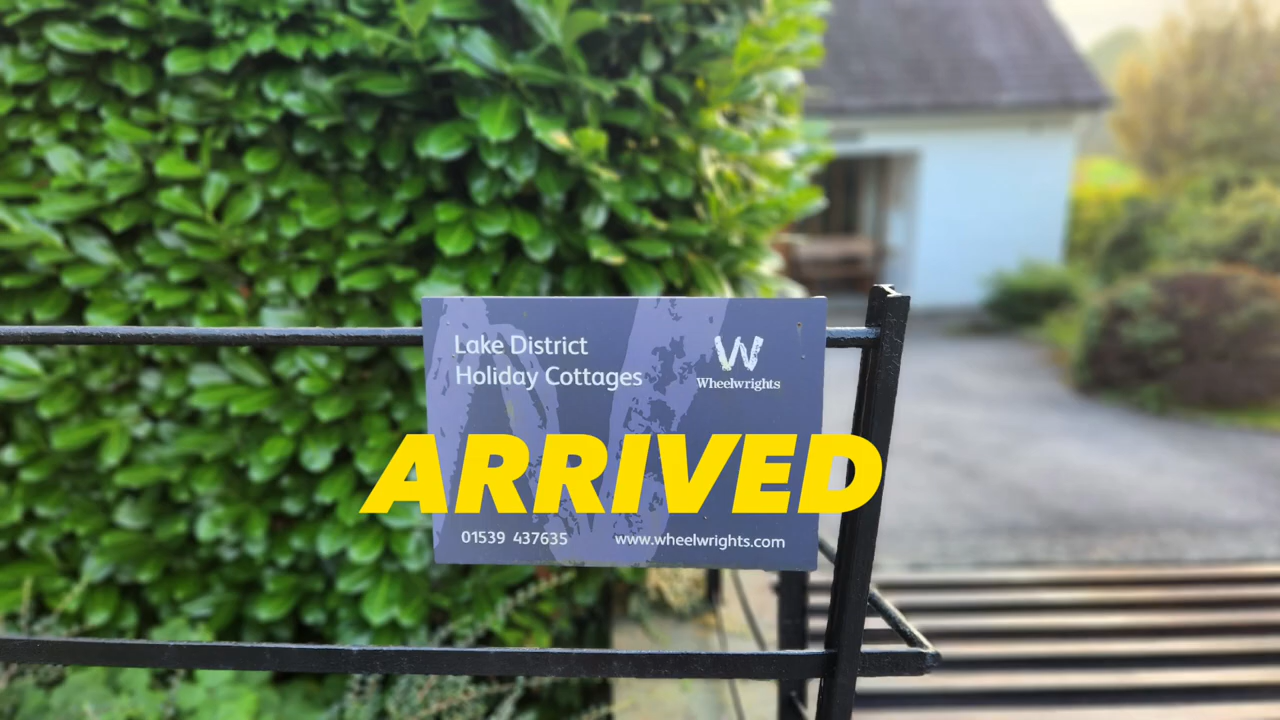 Lake District
Holiday Cottages
W
Wheelwrights
ARRIVED
01539 437635
www.wheelwrights.com